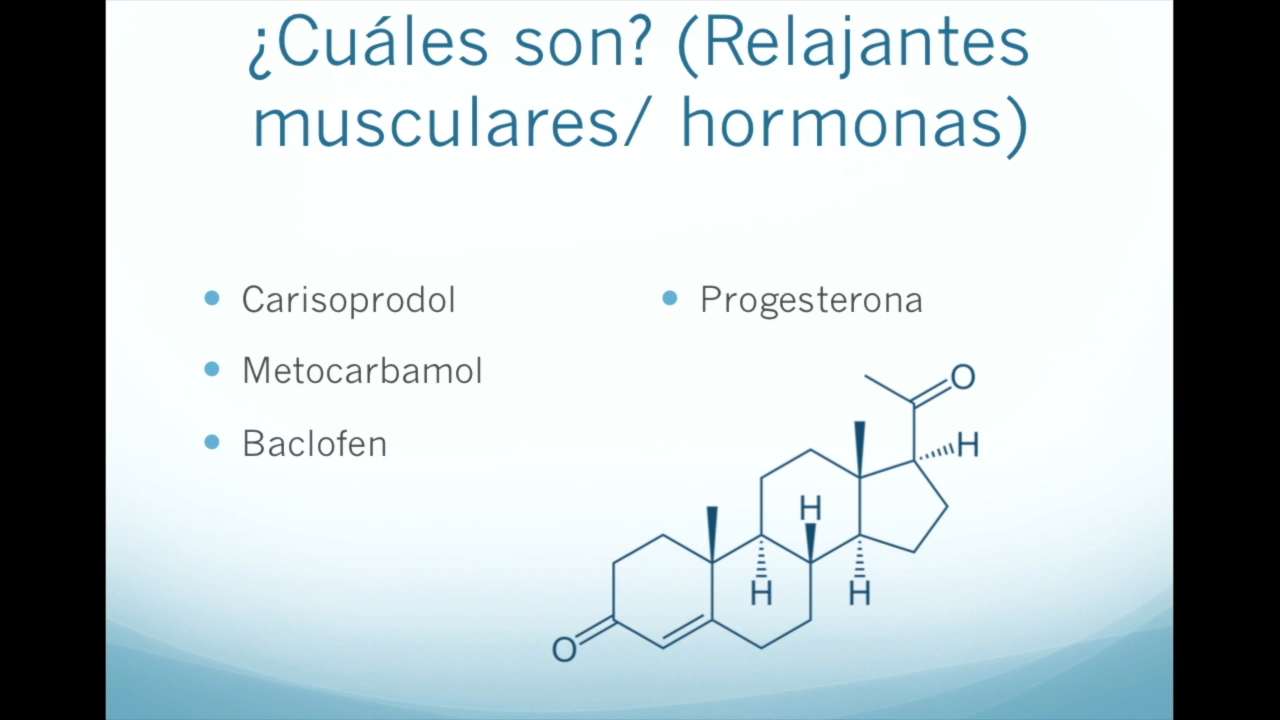 ¿Cuáles son? (Relajantes
musculares/ hormonas)
Carisoprodol
Metocarbamol
Baclofen
Progesterona
O
H
H
H
H
O